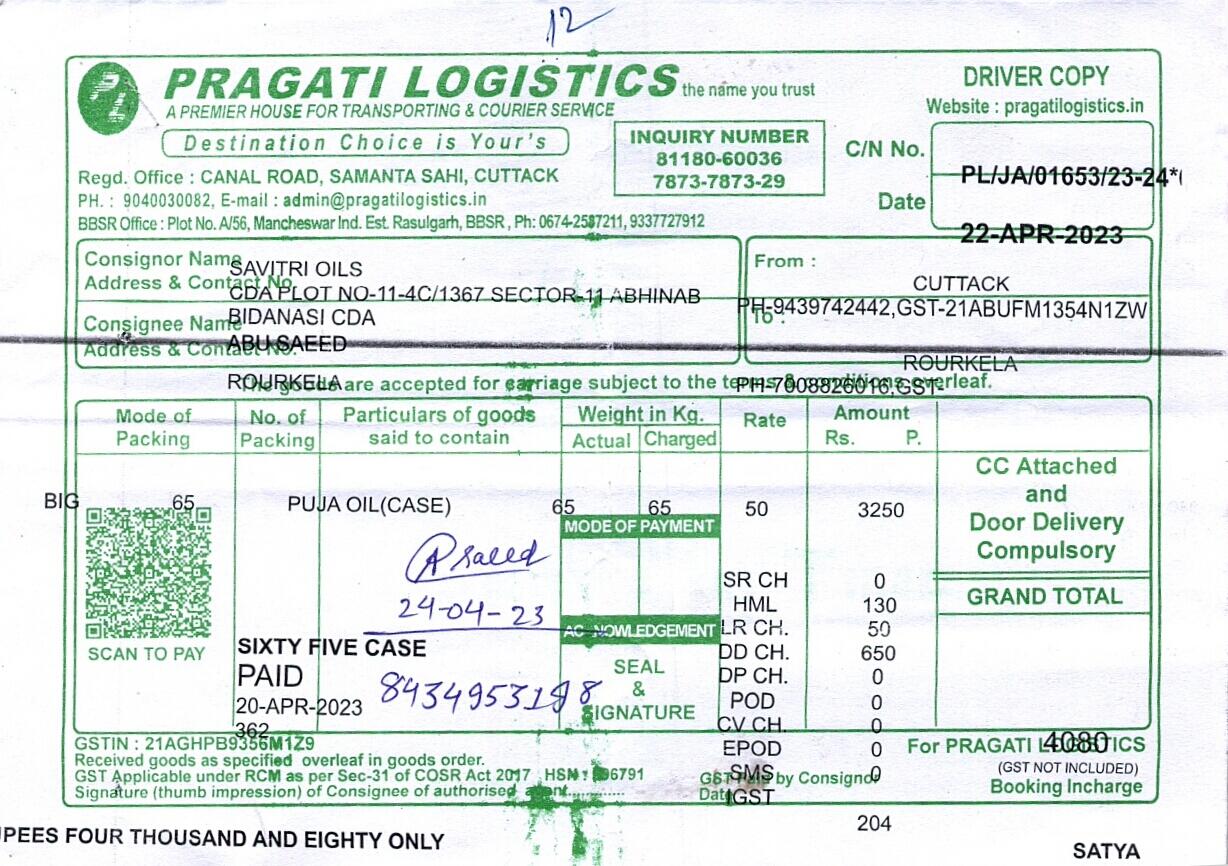 12
PRAGATI LOGISTICS the name you trust
A PREMIER HOUSE FOR TRANSPORTING & COURIER SERVICE
Destination Choice is Your's
Regd. Office : CANAL ROAD, SAMANTA SAHI, CUTTACK
PH. : 9040030082, E-mail : admin@pragatilogistics.in
BBSR Office : Plot No. A/56, Mancheswar Ind. Est. Rasulgarh, BBSR , Ph: 0674-2587211, 9337727912
INQUIRY NUMBER
81180-60036
7873-7873-29
DRIVER COPY
Website : pragatilogistics.in
C/N No.
PL/JA/01653/23-24*
Date
22-APR-2023
Consignor Name
SAVITRI OILS
Address & Contact No.
CDA PLOT NO-11-4C/1367 SECTOR-11 ABHINAB
BIDANASI CDA
From :
CUTTACK
PH-9439742442,GST-21ABUFM1354N1ZW
Consignee Name
Address & Contact No.
ABU SAEED
ROURKELA
To :
ROURKELA
PH-7008826016,GST-
The goods are accepted for carriage subject to the terms & conditions overleaf.
Mode of Packing
No. of Packing
Particulars of goods said to contain
Weight in Kg.
Actual
Charged
Rate
Amount
Rs. P.
BIG 65 PUJA OIL(CASE) 65 65 50 3250
CC Attached
and
Door Delivery
Compulsory
GRAND TOTAL
MODE OF PAYMENT
A Saeed
24-04-23
SCAN TO PAY
SIXTY FIVE CASE
PAID
20-APR-2023
362
ACKNOWLEDGEMENT
SEAL
&
SIGNATURE
SR CH 0
HML 130
LR CH. 50
DD CH. 650
DP CH. 0
POD 0
CV CH. 0
EPOD 0
SMS 0
IGST
204
4080
For PRAGATI LOGISTICS
(GST NOT INCLUDED)
Booking Incharge
GSTIN : 21AGHPB9356M1Z9
Received goods as specified overleaf in goods order.
GST Applicable under RCM as per Sec-31 of COSR Act 2017 HSN : 996791
Signature (thumb impression) of Consignee of authorised agent
by Consignor
Date
UPEES FOUR THOUSAND AND EIGHTY ONLY
SATYA